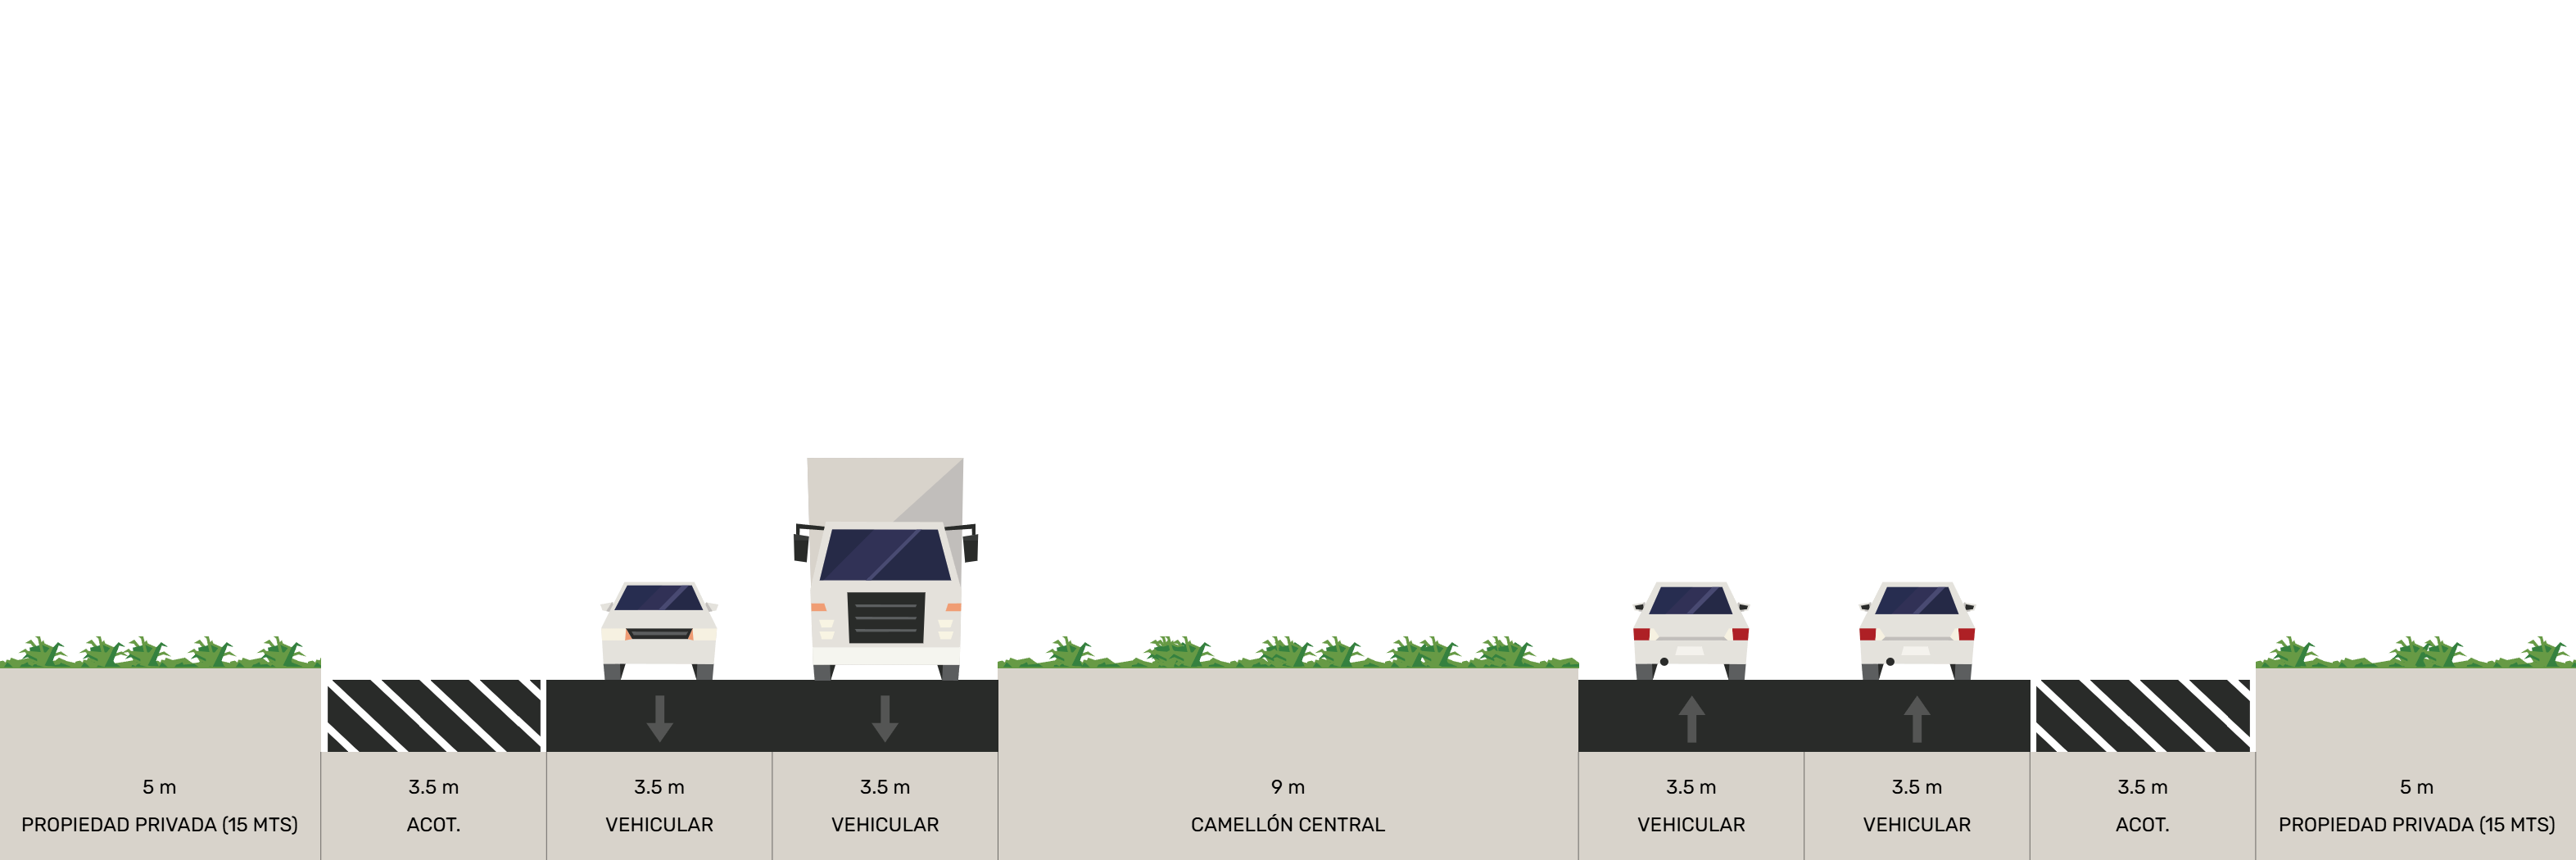 5 m
PROPIEDAD PRIVADA (15 MTS)
3.5 m
ACOT.
3.5 m
VEHICULAR
3.5 m
VEHICULAR
9 m
CAMELLÓN CENTRAL
3.5 m
VEHICULAR
3.5 m
VEHICULAR
3.5 m
ACOT.
5 m
PROPIEDAD PRIVADA (15 MTS)